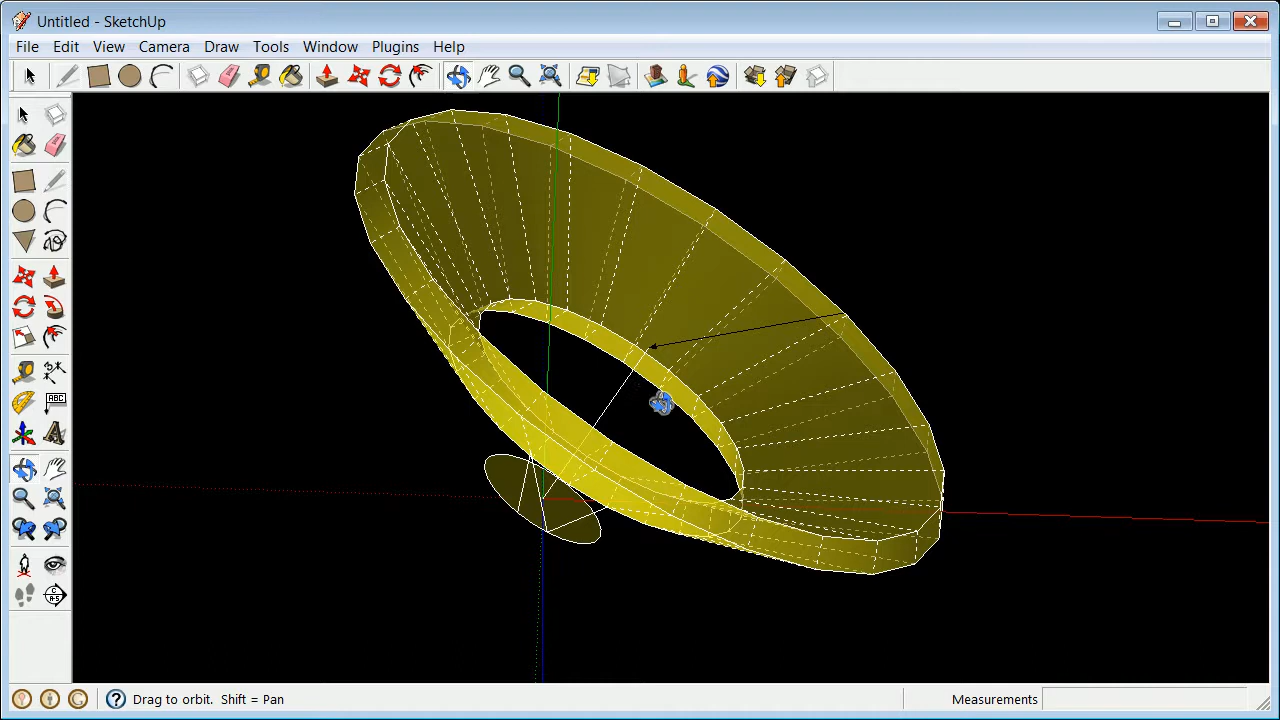 Untitled - SketchUp
File Edit View Camera Draw Tools Window Plugins Help
ABC
A
C
A-S
G
? Drag to orbit. Shift = Pan Measurements